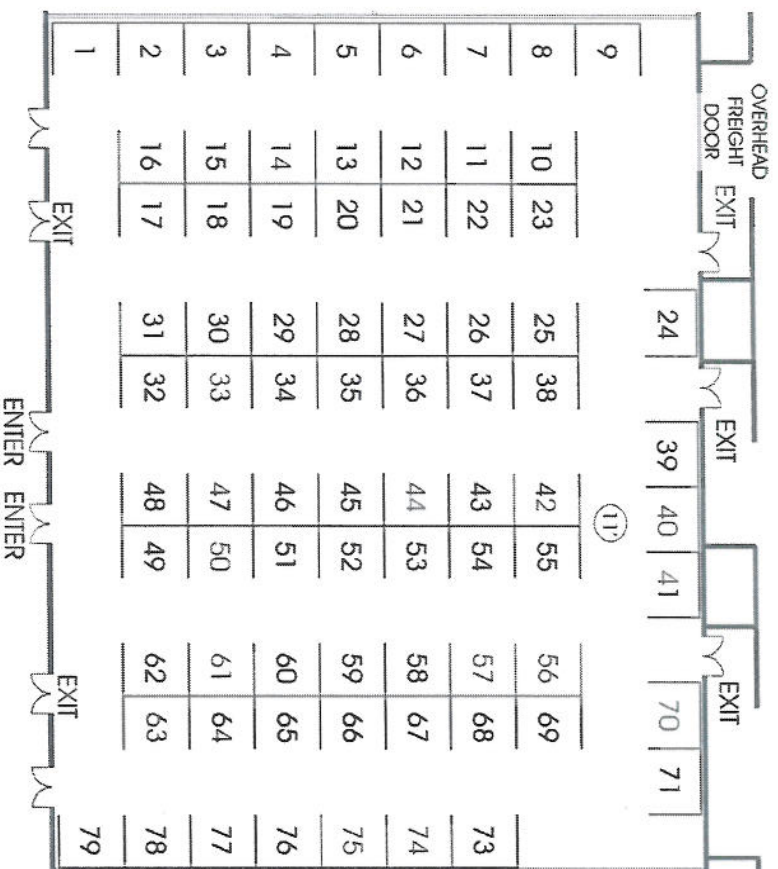 OVERHEAD
FREIGHT
DOOR
EXIT EXIT EXIT
24 39 40 41 70 71
11'
9
8 10 23 25 38 42 55 56 69
7 11 22 26 37 43 54 57 68 73
6 12 21 27 36 44 53 58 67 74
5 13 20 28 35 45 52 59 66 75
4 14 19 29 34 46 51 60 65 76
3 15 18 30 33 47 50 61 64 77
2 16 17 31 32 48 49 62 63 78
1 79
EXIT EXIT
ENTER ENTER